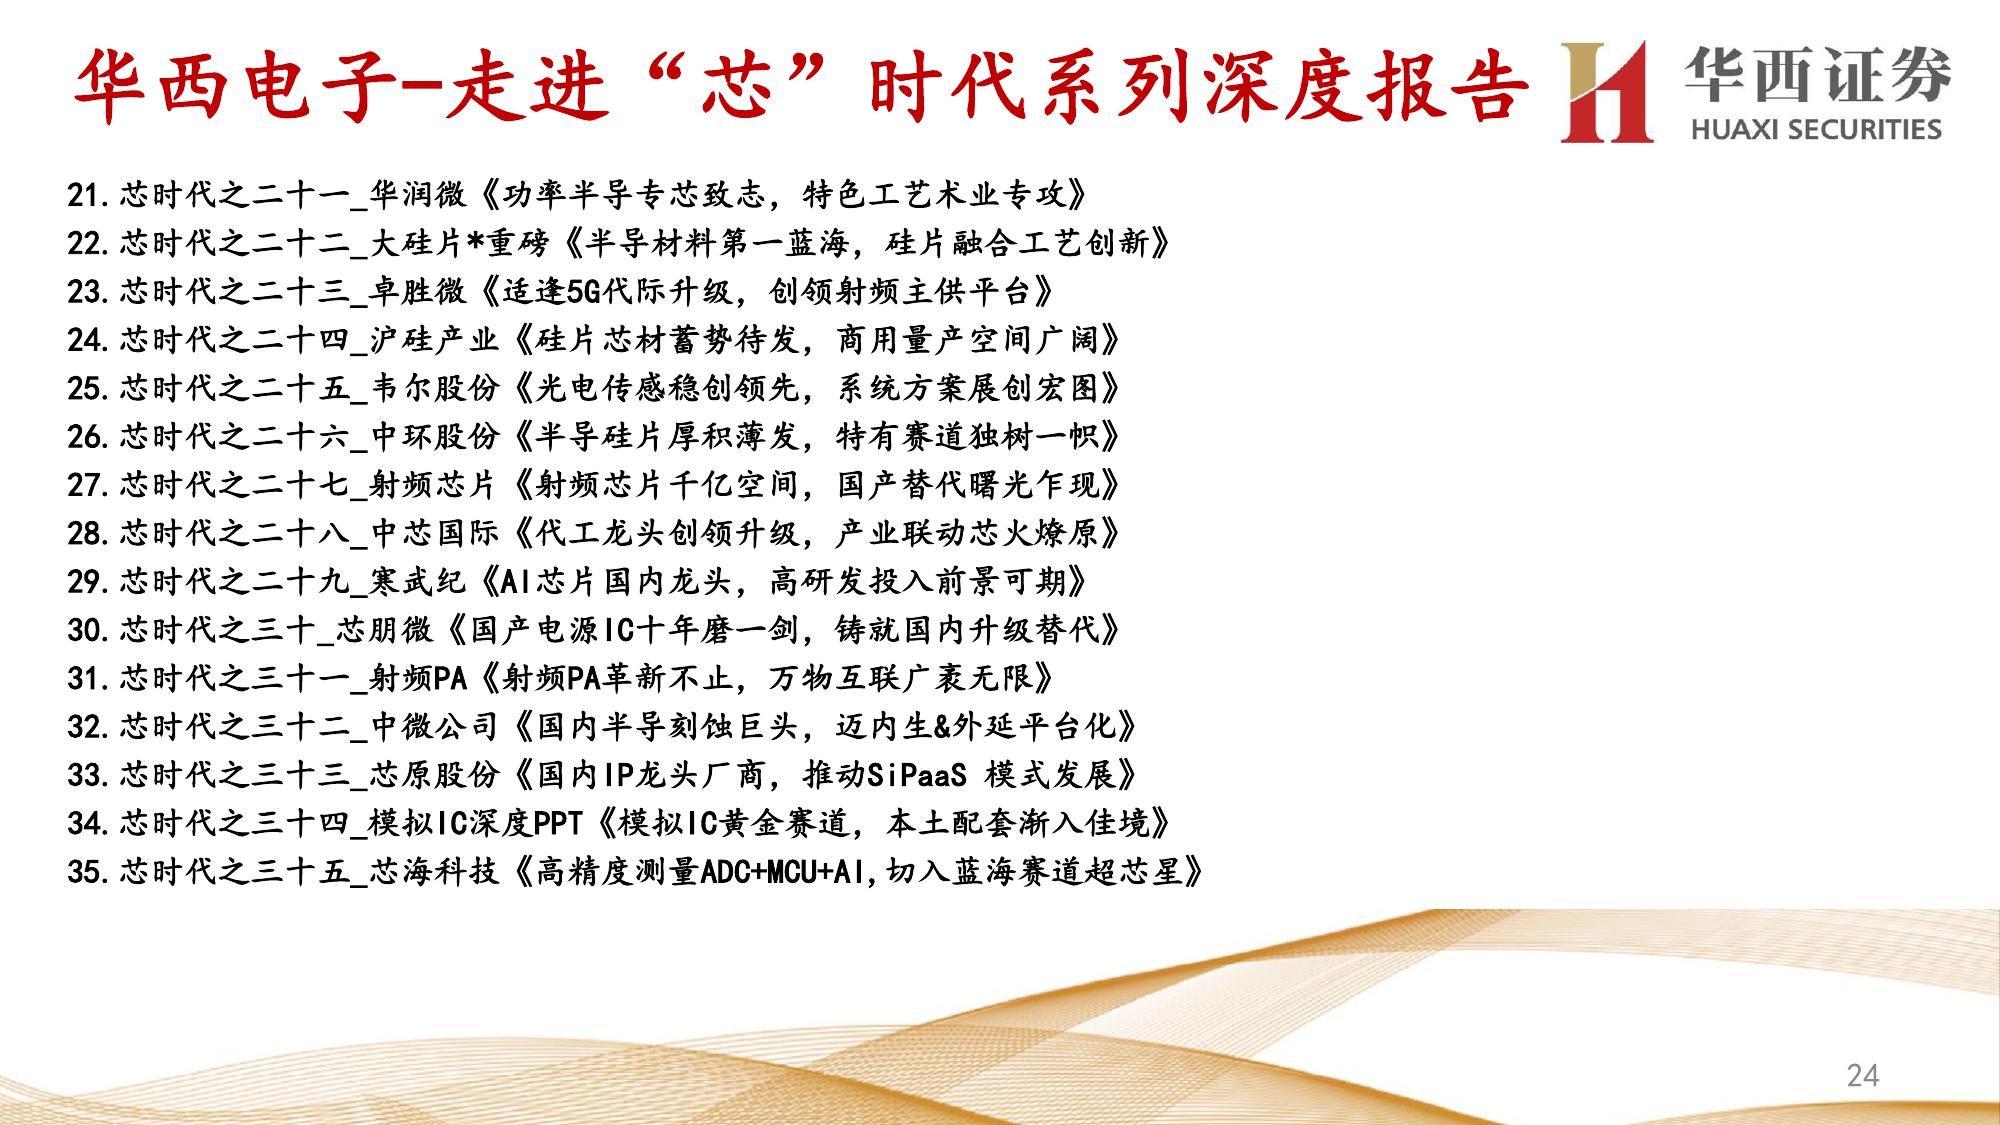 华西电子-走进“芯”时代系列深度报告
华西证券
HUAXI SECURITIES
21. 芯时代之二十一_华润微《功率半导专芯致志，特色工艺术业专攻》
22. 芯时代之二十二_大硅片*重磅《半导材料第一蓝海，硅片融合工艺创新》
23. 芯时代之二十三_卓胜微《适逢5G代际升级，创领射频主供平台》
24. 芯时代之二十四_沪硅产业《硅片芯材蓄势待发，商用量产空间广阔》
25. 芯时代之二十五_韦尔股份《光电传感稳创领先，系统方案展创宏图》
26. 芯时代之二十六_中环股份《半导硅片厚积薄发，特有赛道独树一帜》
27. 芯时代之二十七_射频芯片《射频芯片千亿空间，国产替代曙光乍现》
28. 芯时代之二十八_中芯国际《代工龙头创领升级，产业联动芯火燎原》
29. 芯时代之二十九_寒武纪《AI芯片国内龙头，高研发投入前景可期》
30. 芯时代之三十_芯朋微《国产电源IC十年磨一剑，铸就国内升级替代》
31. 芯时代之三十一_射频PA《射频PA革新不止，万物互联广袤无限》
32. 芯时代之三十二_中微公司《国内半导刻蚀巨头，迈内生&外延平台化》
33. 芯时代之三十三_芯原股份《国内IP龙头厂商，推动SiPaaS 模式发展》
34. 芯时代之三十四_模拟IC深度PPT《模拟IC黄金赛道，本土配套渐入佳境》
35. 芯时代之三十五_芯海科技《高精度测量ADC+MCU+AI,切入蓝海赛道超芯星》
24